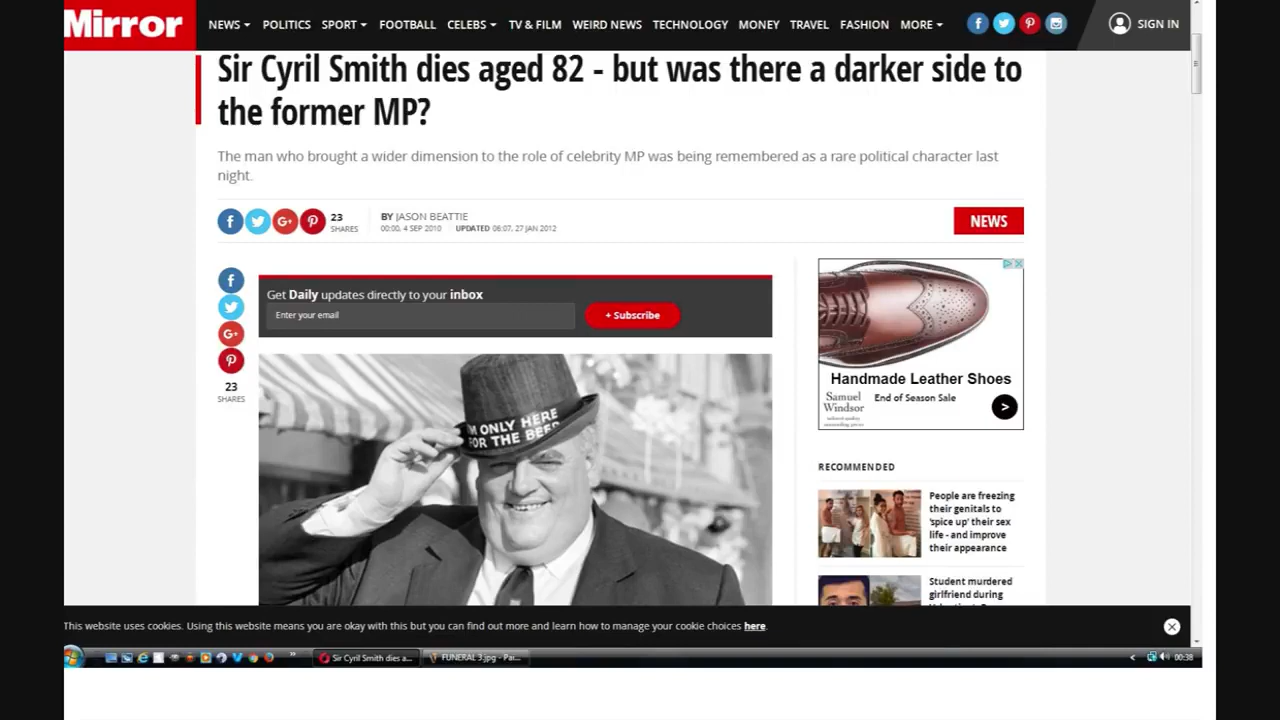 Mirror
NEWS POLITICS SPORT FOOTBALL CELEBS TV & FILM WEIRD NEWS TECHNOLOGY MONEY TRAVEL FASHION MORE SIGN IN
Sir Cyril Smith dies aged 82 - but was there a darker side to
the former MP?
The man who brought a wider dimension to the role of celebrity MP was being remembered as a rare political character last
night.
23
SHARES
BY JASON BEATTIE
00:00, 4 SEP 2010 UPDATED 06:07, 27 JAN 2012
NEWS
Get Daily updates directly to your inbox
Enter your email
+ Subscribe
23
SHARES
I'M ONLY HERE
FOR THE BEER
Handmade Leather Shoes
Samuel
Windsor
End of Season Sale
>
RECOMMENDED
People are freezing
their genitals to
'spice up' their sex
life - and improve
their appearance
Student murdered
girlfriend during
This website uses cookies. Using this website means you are okay with this but you can find out more and learn how to manage your cookie choices here.
Sir Cyril Smith dies a...
FUNERAL 3.jpg - Pai...
00:38